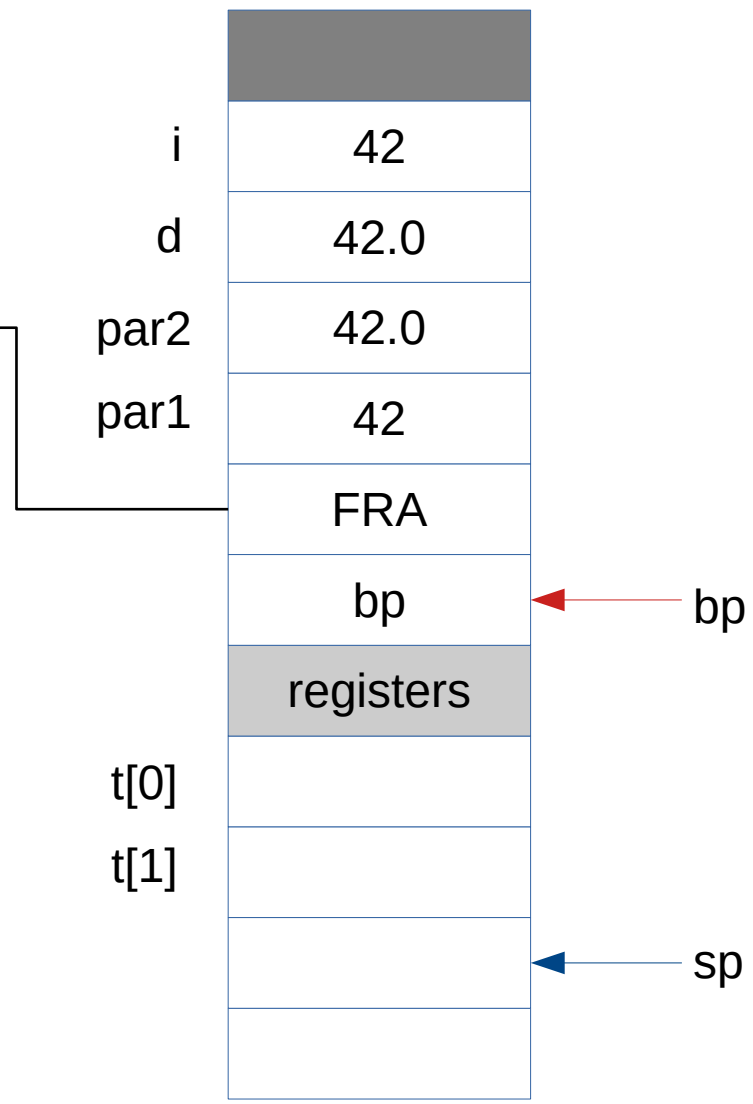 i 42
d 42.0
par2 42.0
par1 42
FRA
bp bp
registers
t[0]
t[1]
sp